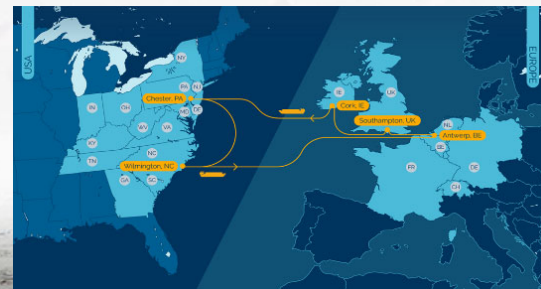 USA
EUROPE
NY
PA
NJ
Chester, PA
MD
DE
IN
OH
WV
VA
KY
TN
NC
Wilmington, NC
GA
SC
IE
UK
Cork, IE
Southampton, UK
NL
Antwerp, BE
BE
FR
DE
CH